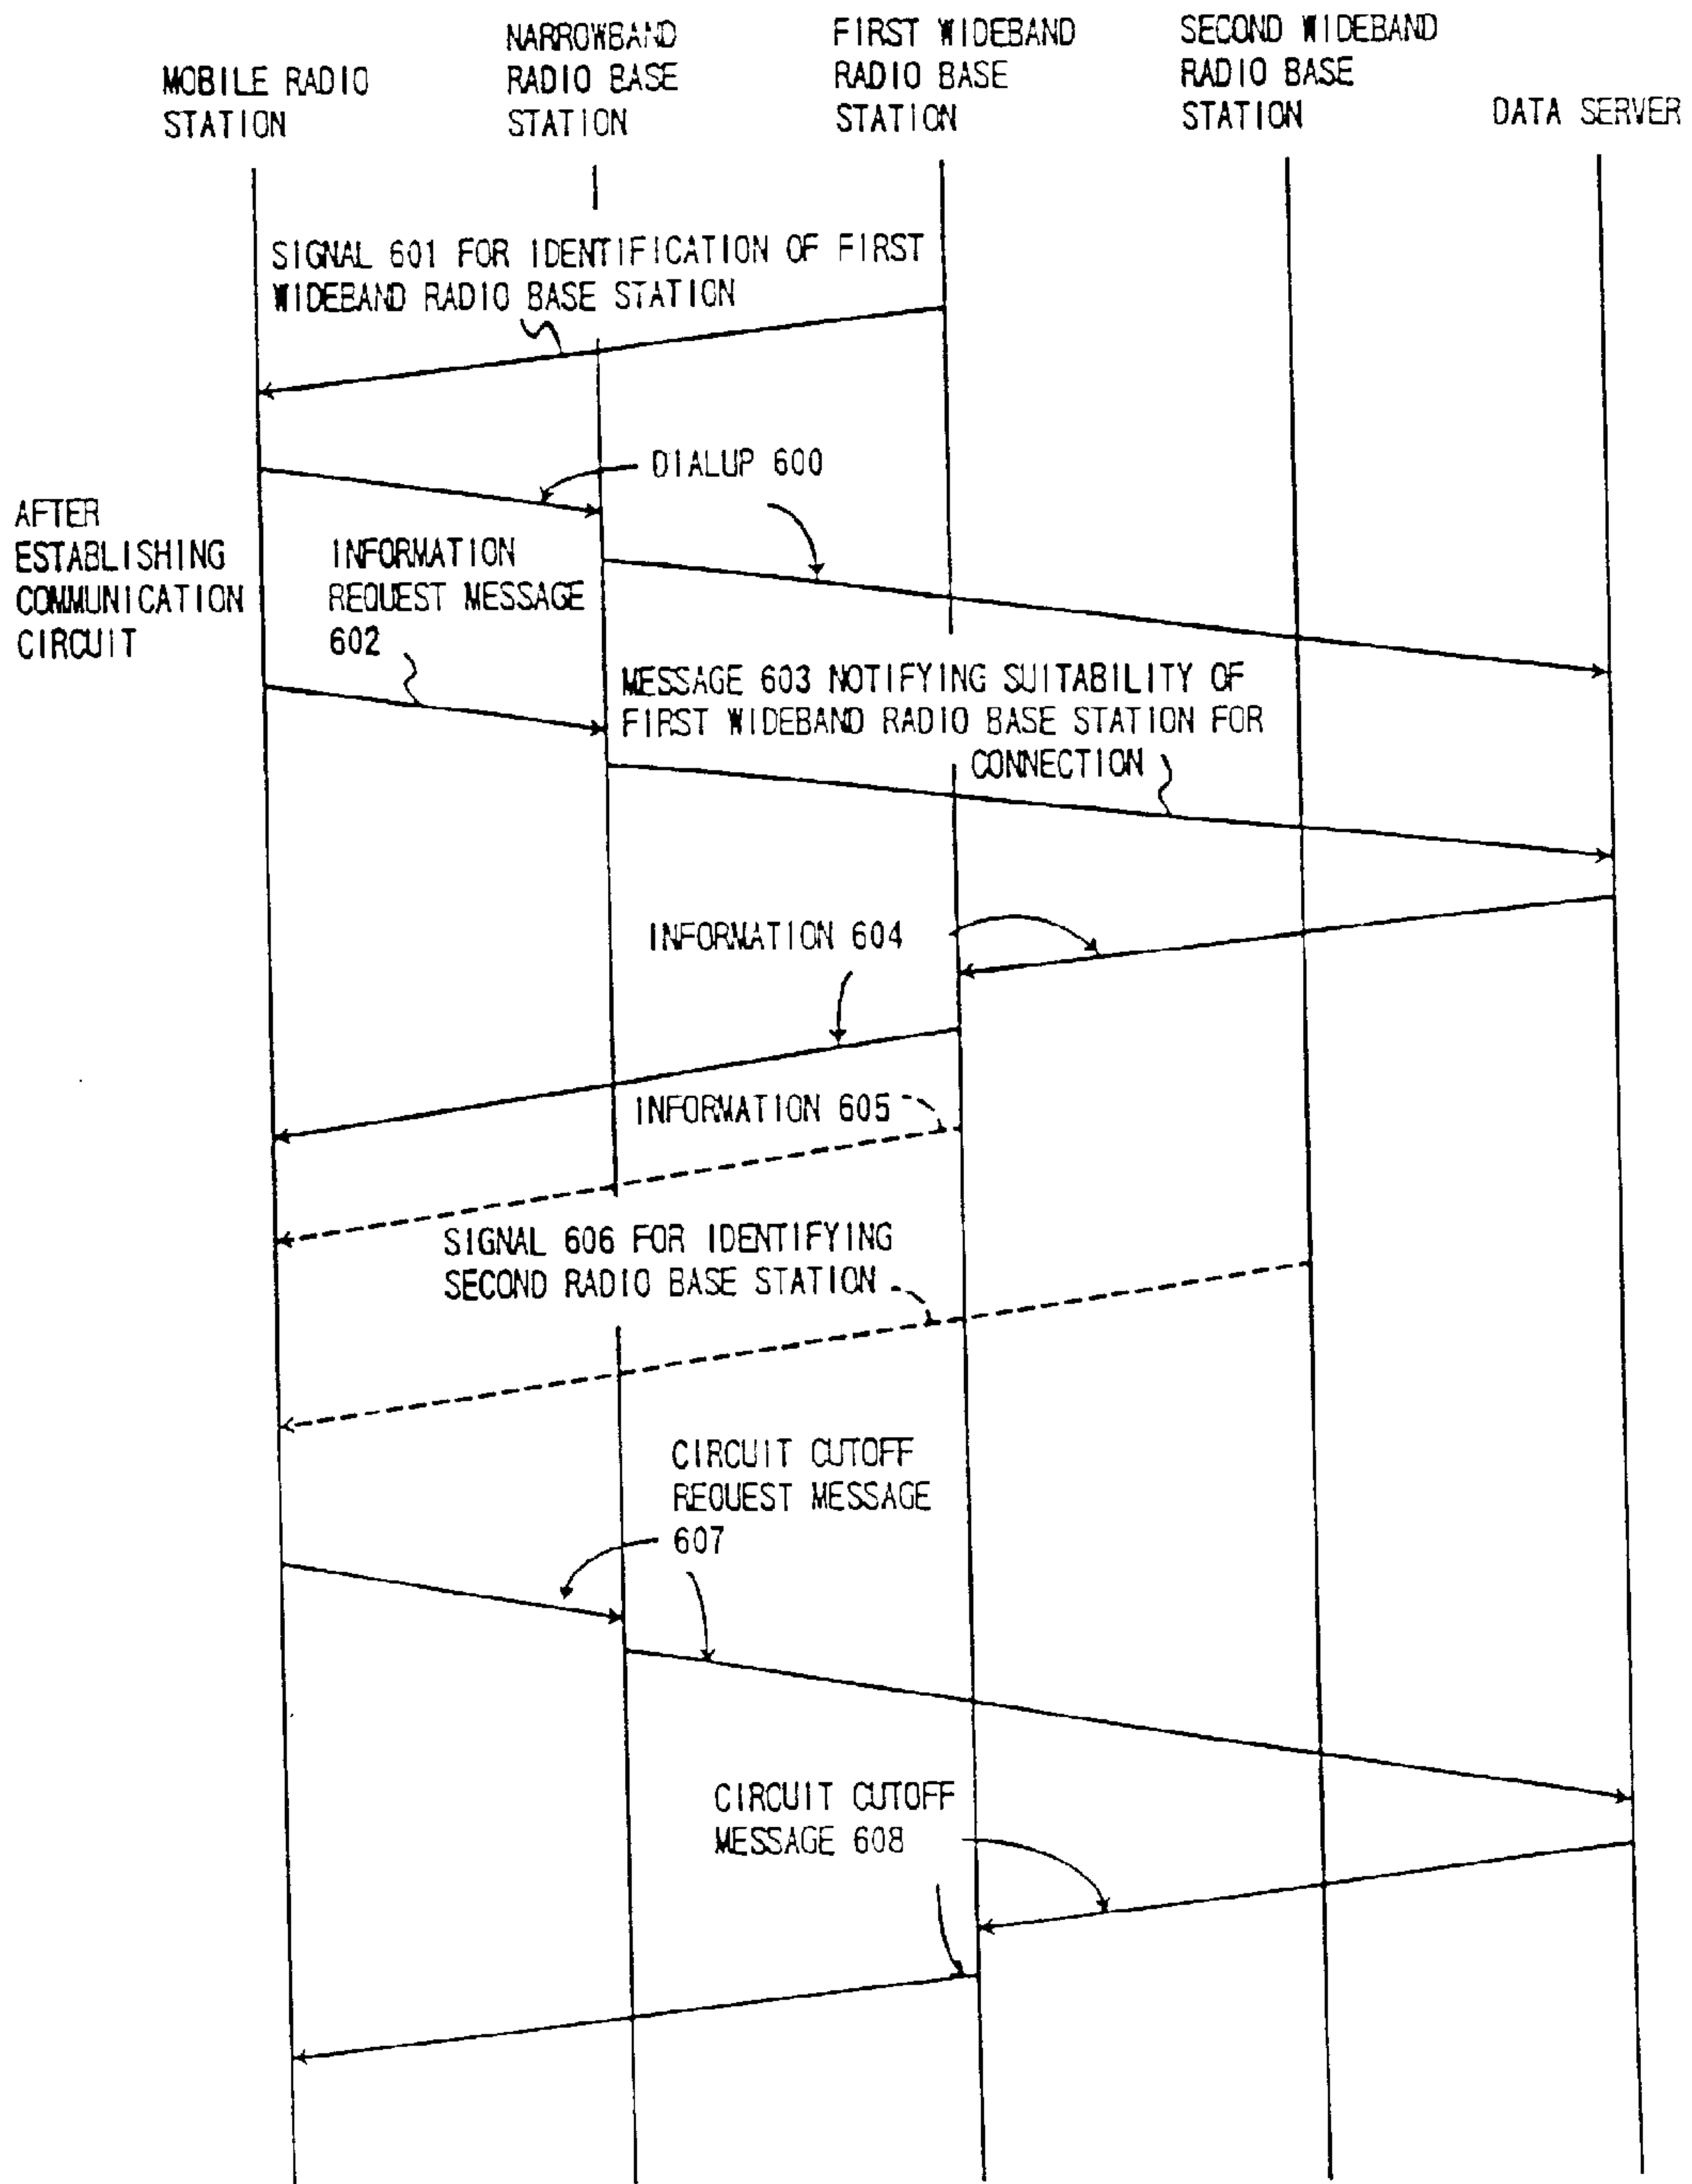 MOBILE RADIO
STATION
NARROWBAND
RADIO BASE
STATION
FIRST WIDEBAND
RADIO BASE
STATION
SECOND WIDEBAND
RADIO BASE
STATION
DATA SERVER
SIGNAL 601 FOR IDENTIFICATION OF FIRST
WIDEBAND RADIO BASE STATION
DIALUP 600
AFTER
ESTABLISHING
COMMUNICATION
CIRCUIT
INFORMATION
REQUEST MESSAGE
602
MESSAGE 603 NOTIFYING SUITABILITY OF
FIRST WIDEBAND RADIO BASE STATION FOR
CONNECTION
INFORMATION 604
INFORMATION 605
SIGNAL 606 FOR IDENTIFYING
SECOND RADIO BASE STATION
CIRCUIT CUTOFF
REQUEST MESSAGE
607
CIRCUIT CUTOFF
MESSAGE 608